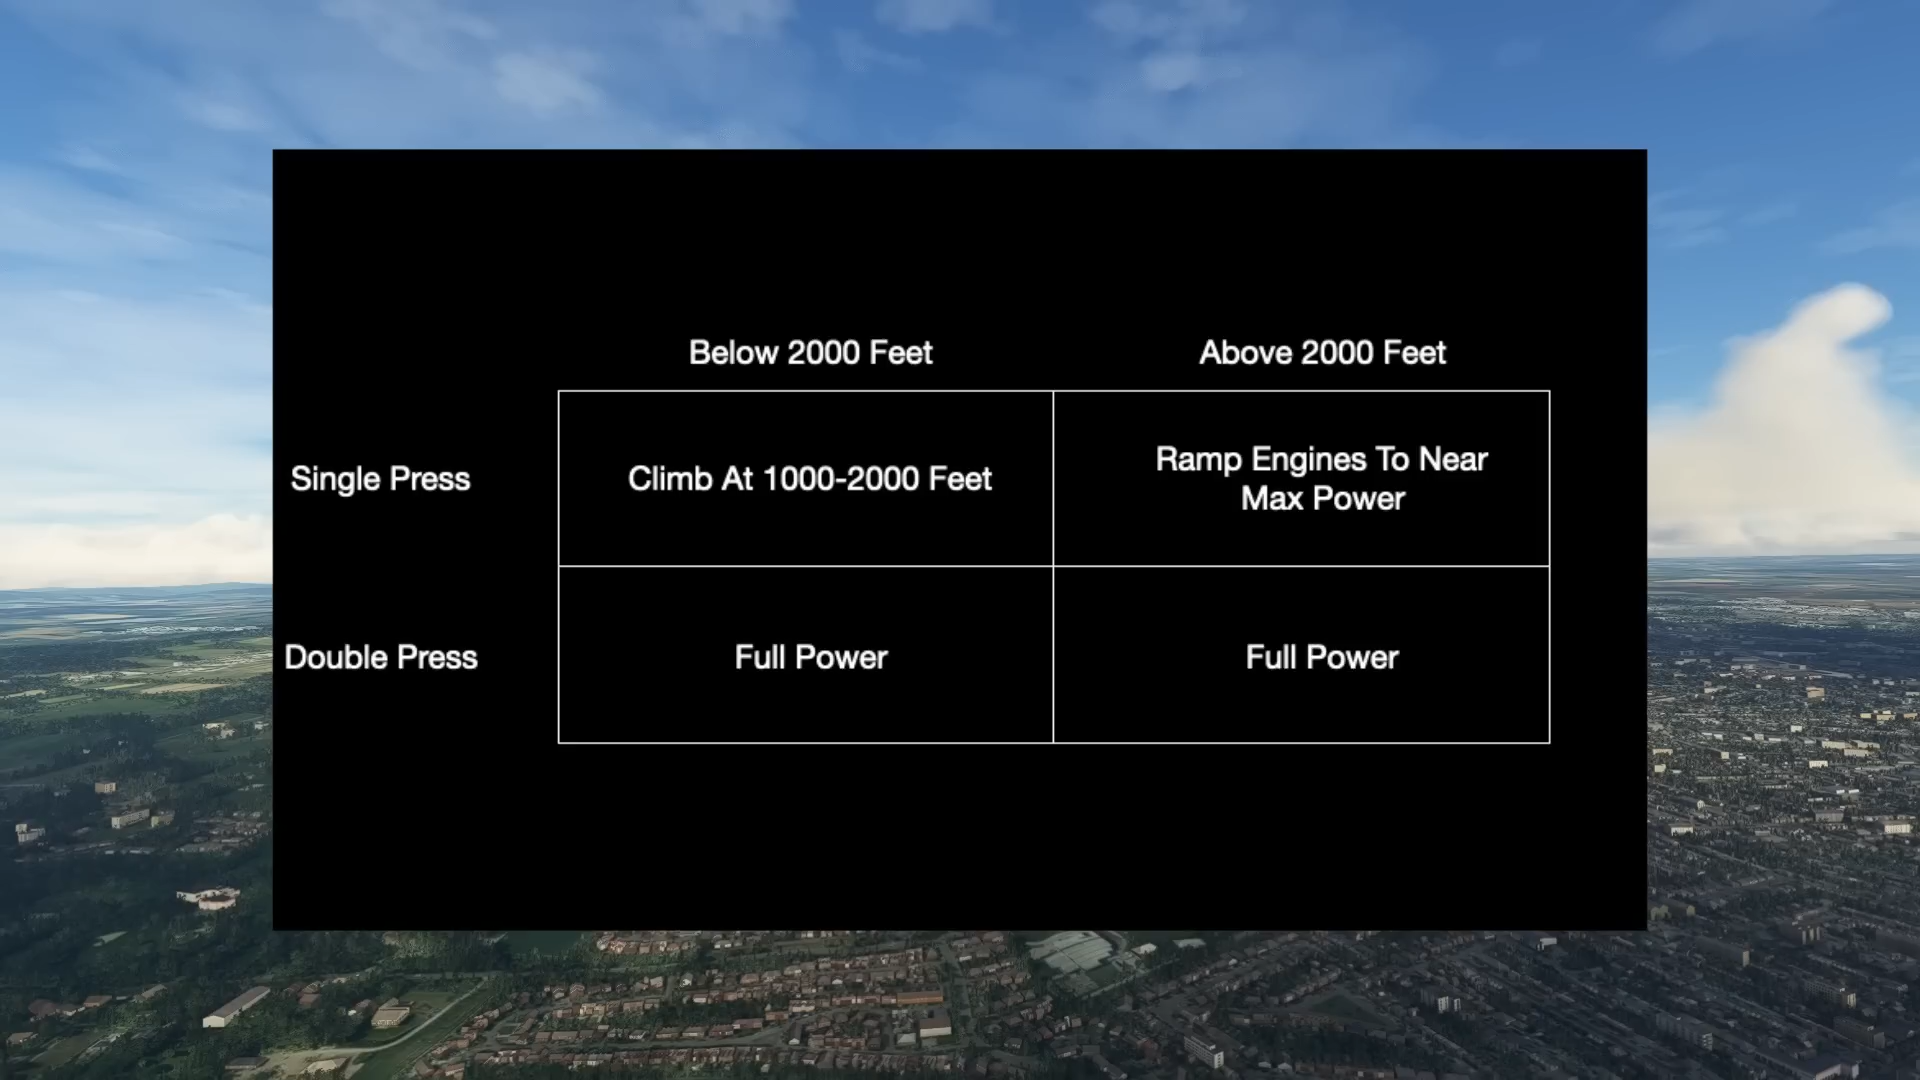 Below 2000 Feet
Above 2000 Feet
Single Press
Climb At 1000-2000 Feet
Ramp Engines To Near
Max Power
Double Press
Full Power
Full Power